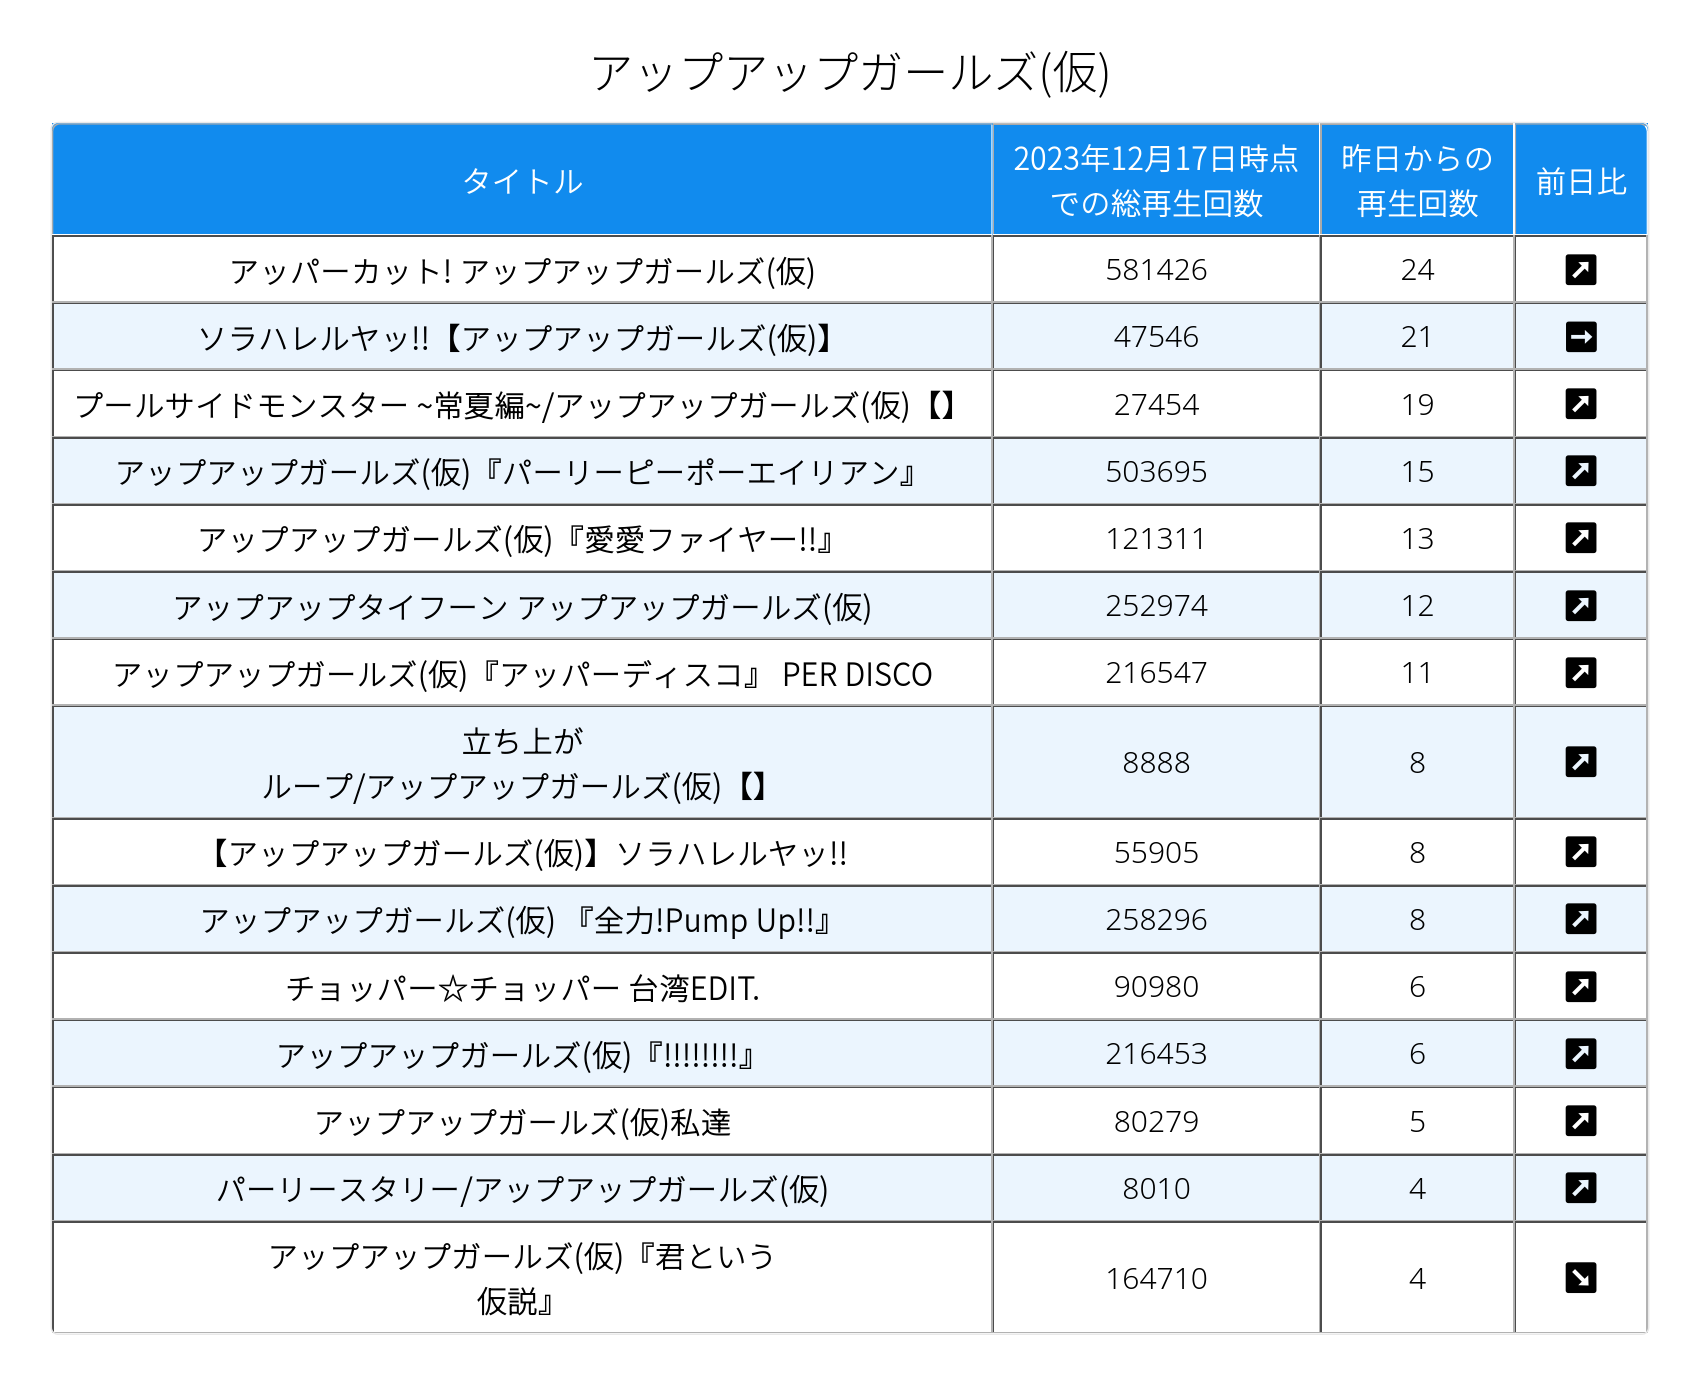 アップアップガールズ(仮)
タイトル 2023年12月17日時点での総再生回数 昨日からの再生回数 前日比
アッパーカット! アップアップガールズ(仮) 581426 24 ↗
ソラハレルヤッ!!【アップアップガールズ(仮)】 47546 21 →
プールサイドモンスター ~常夏編~/アップアップガールズ(仮)【】 27454 19 ↗
アップアップガールズ(仮)『パーリーピーポーエイリアン』 503695 15 ↗
アップアップガールズ(仮)『愛愛ファイヤー!!』 121311 13 ↗
アップアップタイフーン アップアップガールズ(仮) 252974 12 ↗
アップアップガールズ(仮)『アッパーディスコ』 PER DISCO 216547 11 ↗
立ち上が
ループ/アップアップガールズ(仮)【】 8888 8 ↗
【アップアップガールズ(仮)】ソラハレルヤッ!! 55905 8 ↗
アップアップガールズ(仮) 『全力!Pump Up!!』 258296 8 ↗
チョッパー☆チョッパー 台湾EDIT. 90980 6 ↗
アップアップガールズ(仮)『!!!!!!!!』 216453 6 ↗
アップアップガールズ(仮)私達 80279 5 ↗
パーリースタリー/アップアップガールズ(仮) 8010 4 ↗
アップアップガールズ(仮)『君という
仮説』 164710 4 ↘